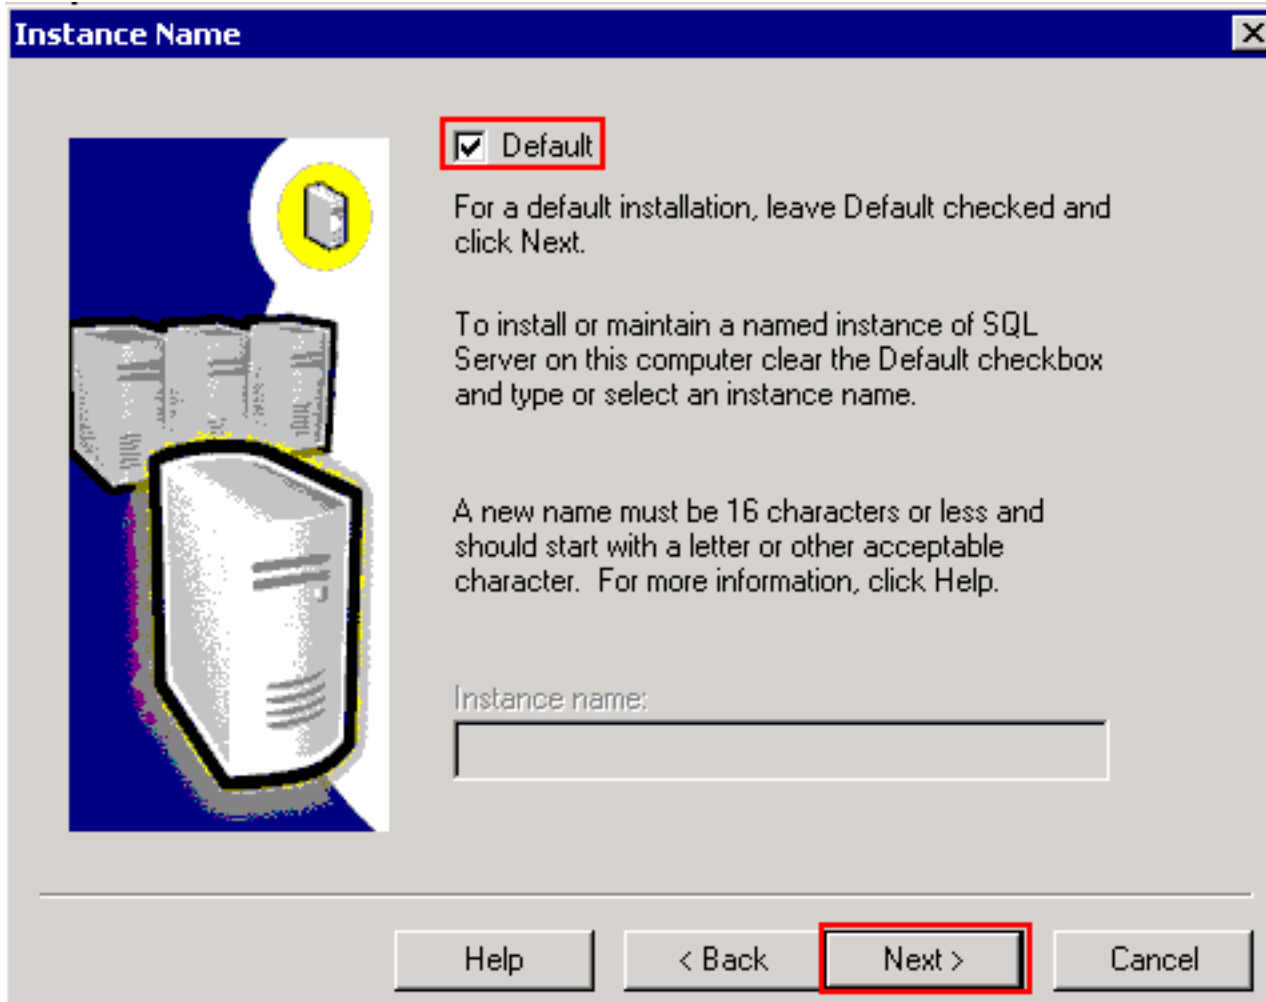 Instance Name
Default
For a default installation, leave Default checked and
click Next.
To install or maintain a named instance of SQL
Server on this computer clear the Default checkbox
and type or select an instance name.
A new name must be 16 characters or less and
should start with a letter or other acceptable
character.  For more information, click Help.
Instance name:
Help < Back Next > Cancel